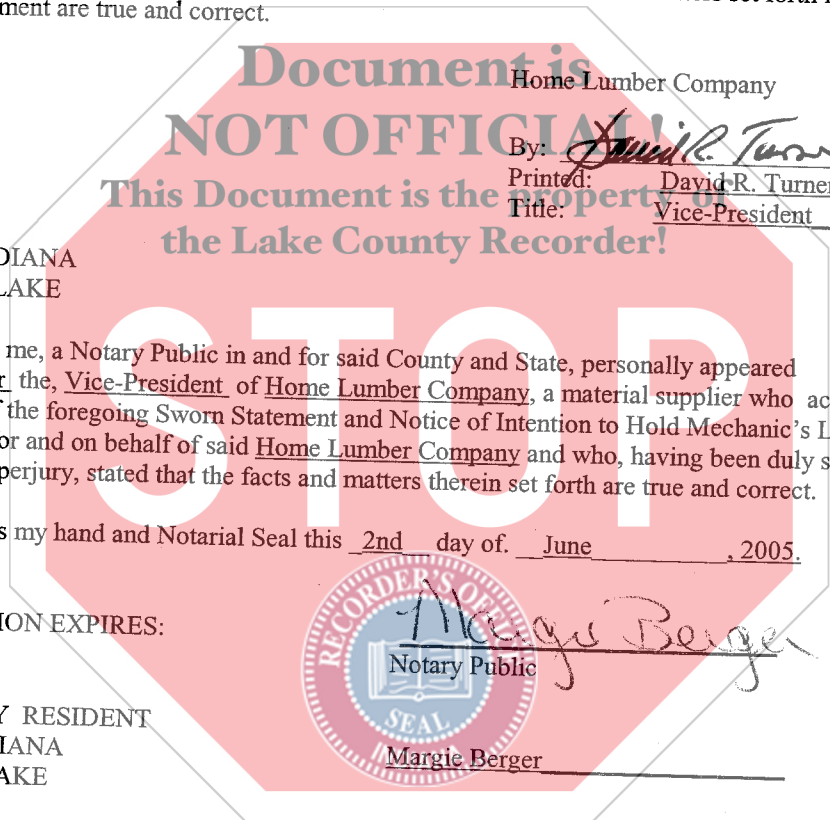 ment are true and correct.
Document is
NOT OFFICIAL!
This Document is the property of
the Lake County Recorder!
Home Lumber Company
By: David R. Turner
Printed: David R. Turner
Title: Vice-President
DIANA
LAKE
STOP
me, a Notary Public in and for said County and State, personally appeared
r the, Vice-President of Home Lumber Company, a material supplier who ac
f the foregoing Sworn Statement and Notice of Intention to Hold Mechanic's L
or and on behalf of said Home Lumber Company and who, having been duly s
perjury, stated that the facts and matters therein set forth are true and correct.
s my hand and Notarial Seal this 2nd day of. June , 2005.
ION EXPIRES:
RECORDER'S OFFICE
SEAL
Margie Berger
Notary Public
Y RESIDENT
IANA
AKE
Margie Berger